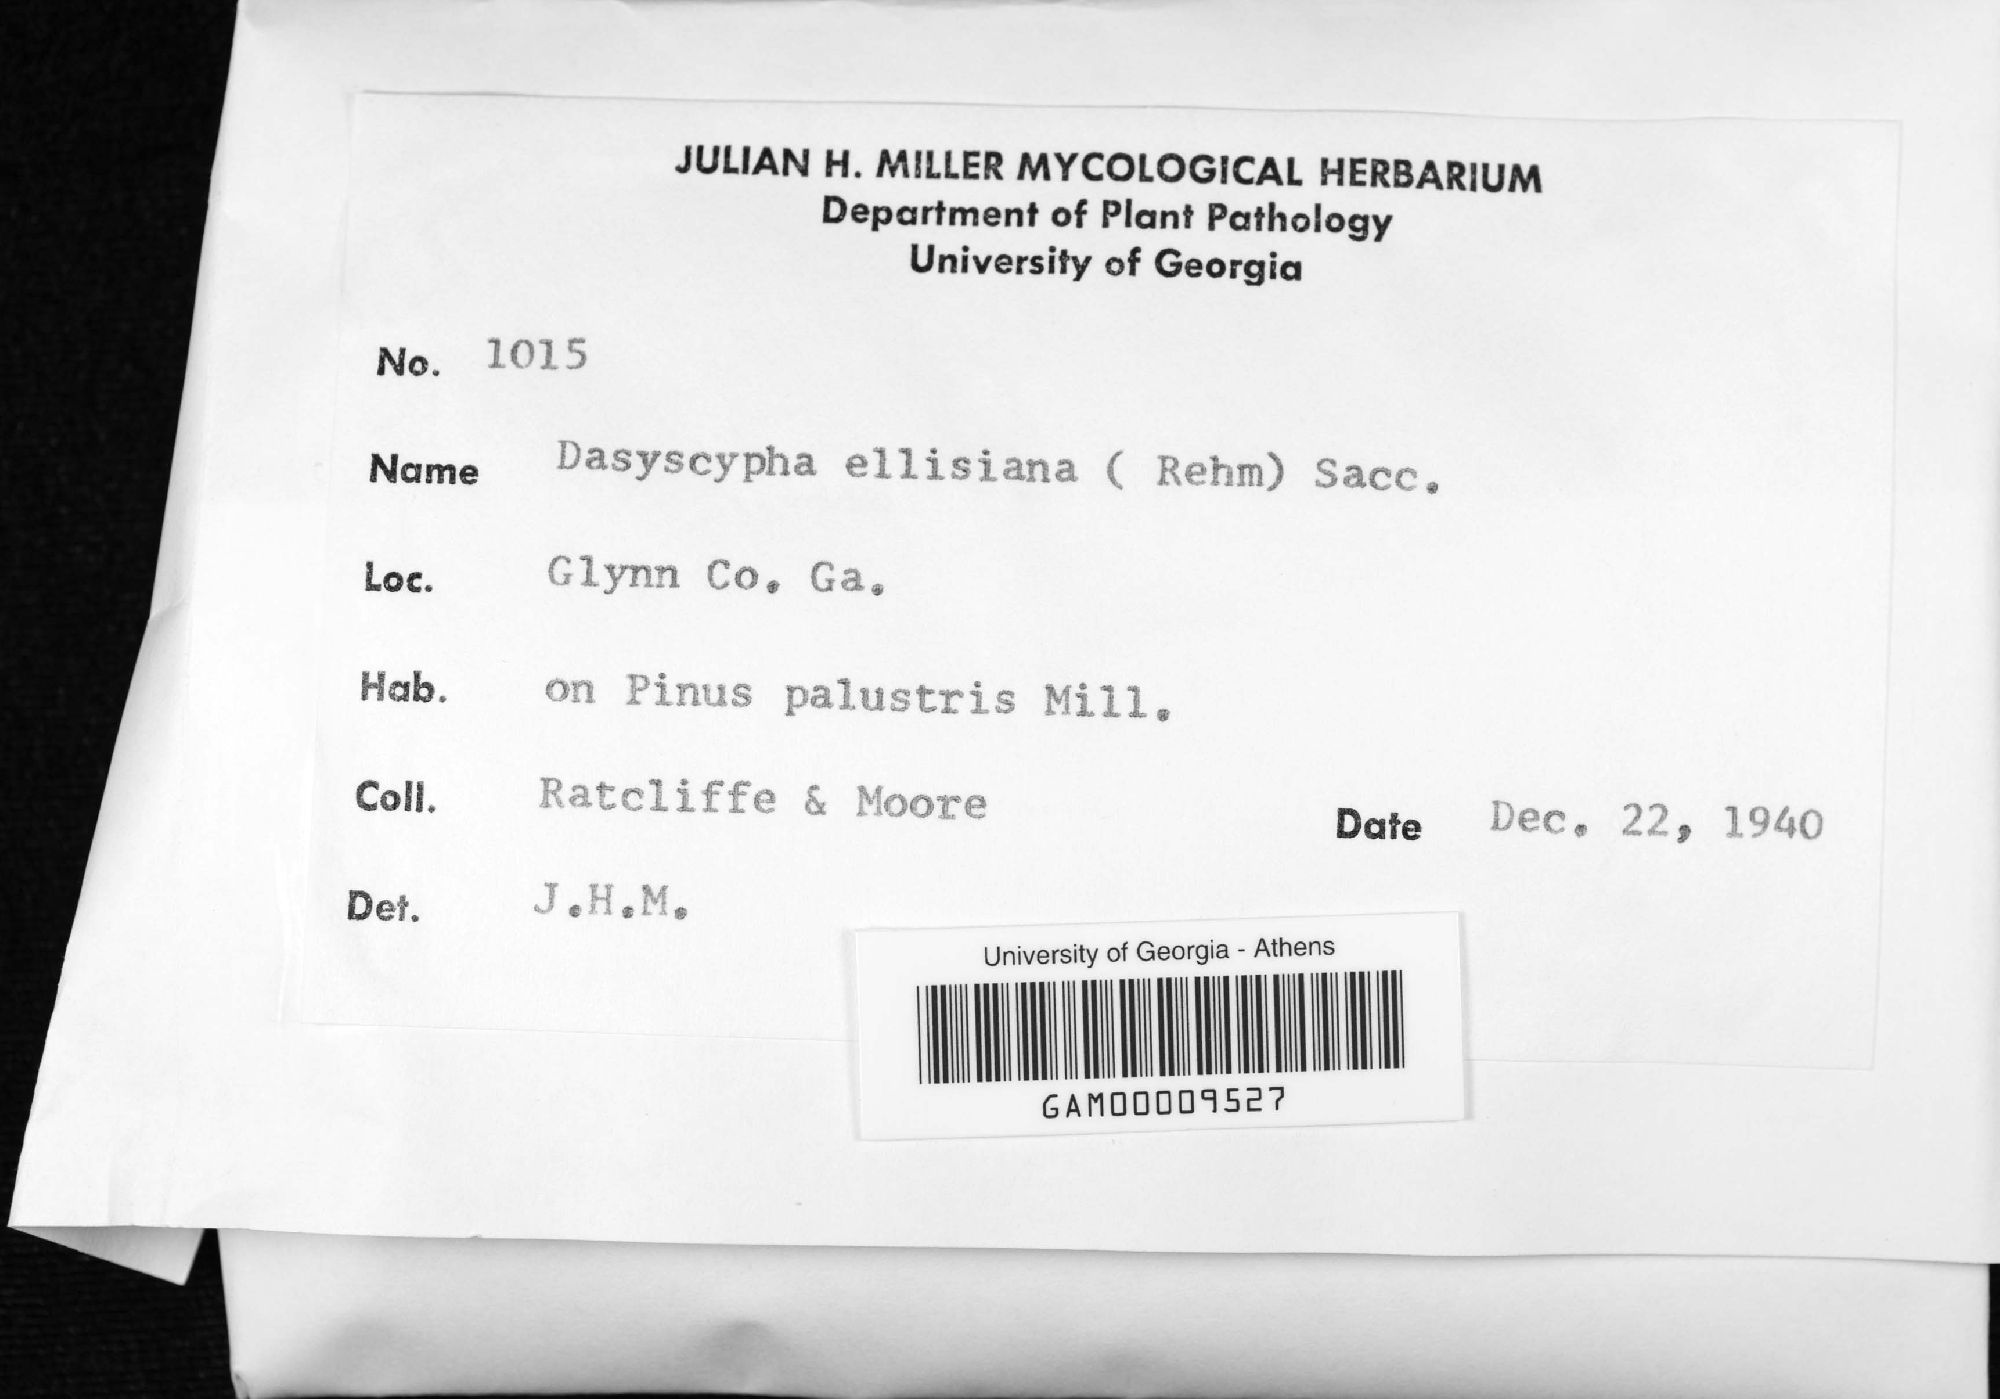 JULIAN H. MILLER MYCOLOGICAL HERBARIUM
Department of Plant Pathology
University of Georgia
No. 1015
Name Dasyscypha ellisiana ( Rehm) Sacc.
Loc. Glynn Co. Ga.
Hab. on Pinus palustris Mill.
Coll. Ratcliffe & Moore Date Dec. 22, 1940
Det. J.H.M.
University of Georgia - Athens
GAM00009527